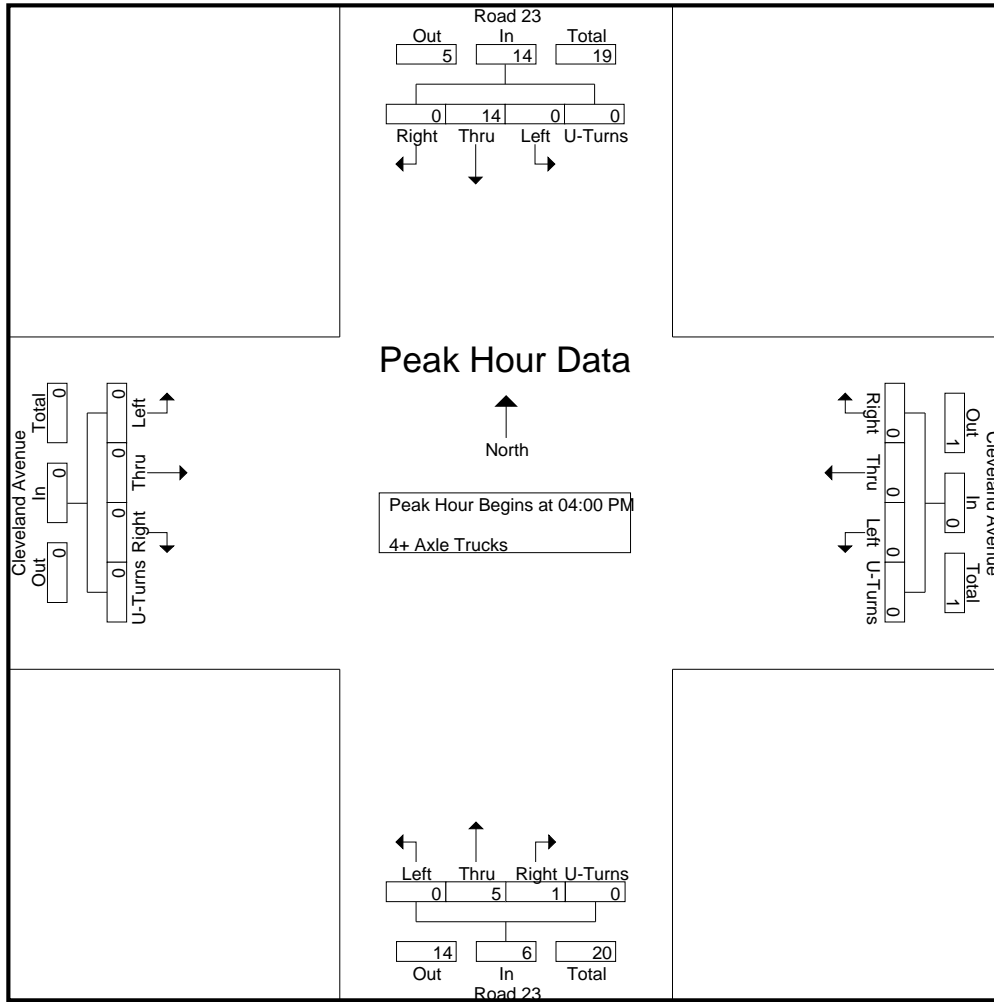 Road 23
Out In Total
5 14 19
0 14 0 0
Right Thru Left U-Turns
Peak Hour Data
North
Peak Hour Begins at 04:00 PM
4+ Axle Trucks
Cleveland Avenue
Total In Out
0 0 0
0 0 0 0
Left Thru Right U-Turns
Right Thru Left U-Turns
0 0 0 0
1 0 1
Out In Total
Cleveland Avenue
Left Thru Right U-Turns
0 5 1 0
14 6 20
Out In Total
Road 23